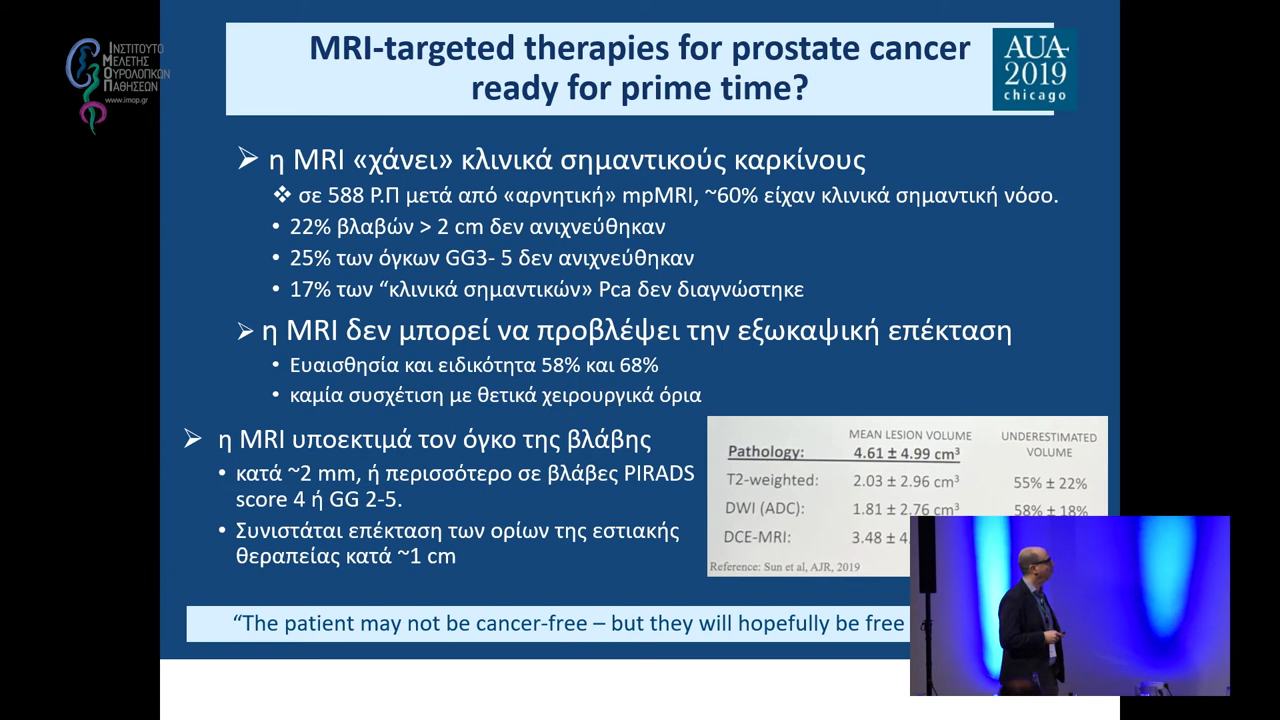 ΙΝΣΤΙΤΟΥΤΟ
ΜΕΛΕΤΗΣ
ΟΥΡΟΛΟΓΙΚΩΝ
ΠΑΘΗΣΕΩΝ
www.imop.gr
MRI-targeted therapies for prostate cancer
ready for prime time?
AUA
2019
chicago
η MRI «χάνει» κλινικά σημαντικούς καρκίνους
σε 588 Ρ.Π μετά από «αρνητική» mpMRI, ~60% είχαν κλινικά σημαντική νόσο.
• 22% βλαβών > 2 cm δεν ανιχνεύθηκαν
• 25% των όγκων GG3- 5 δεν ανιχνεύθηκαν
• 17% των “κλινικά σημαντικών” Pca δεν διαγνώστηκε
η MRI δεν μπορεί να προβλέψει την εξωκαψική επέκταση
• Ευαισθησία και ειδικότητα 58% και 68%
• καμία συσχέτιση με θετικά χειρουργικά όρια
η MRI υποεκτιμά τον όγκο της βλάβης
• κατά ~2 mm, ή περισσότερο σε βλάβες PIRADS
score 4 ή GG 2-5.
• Συνιστάται επέκταση των ορίων της εστιακής
θεραπείας κατά ~1 cm
MEAN LESION VOLUME UNDERESTIMATED VOLUME
Pathology: 4.61 ± 4.99 cm³
T2-weighted: 2.03 ± 2.96 cm³ 55% ± 22%
DWI (ADC): 1.81 ± 2.76 cm³ 58% ± 18%
DCE-MRI: 3.48 ± 4.
Reference: Sun et al, AJR, 2019
“The patient may not be cancer-free – but they will hopefully be free